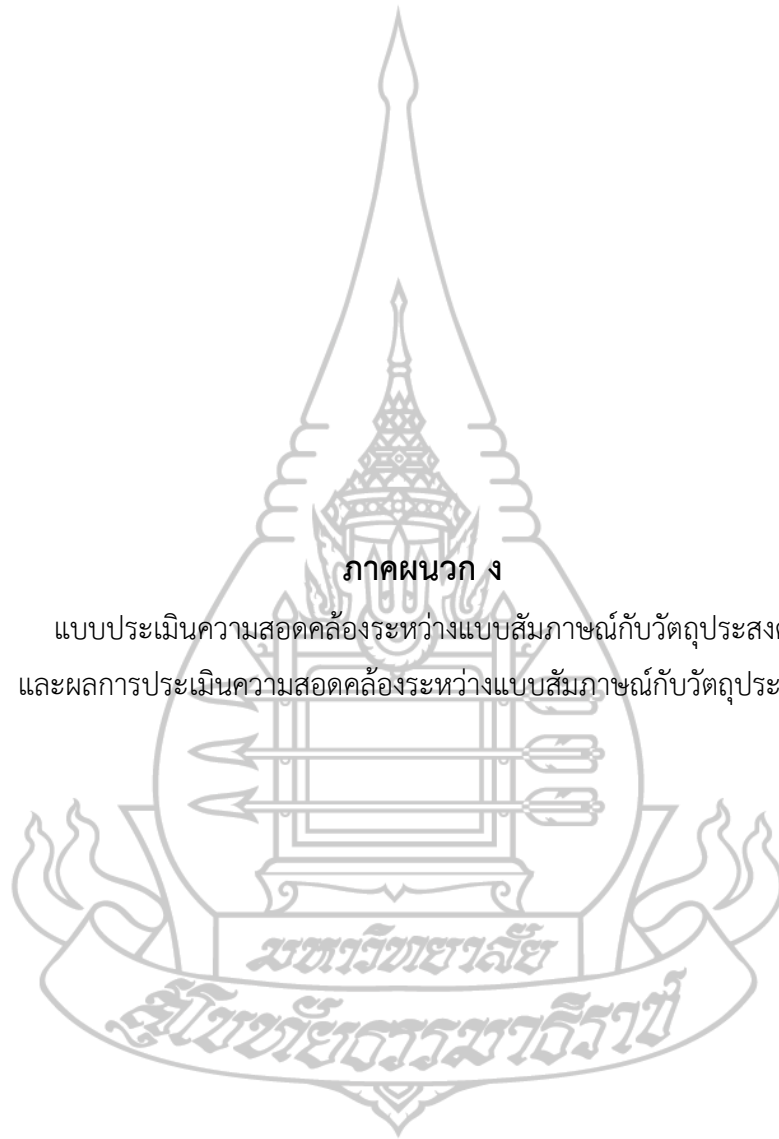 ภาคผนวก ง
แบบประเมินความสอดคล้องระหว่างแบบสัมภาษณ์กับวัตถุประสงค
และผลการประเมินความสอดคล้องระหว่างแบบสัมภาษณ์กับวัตถุประ
มหาวิทยาลัย
สุโขทัยธรรมาธิราช